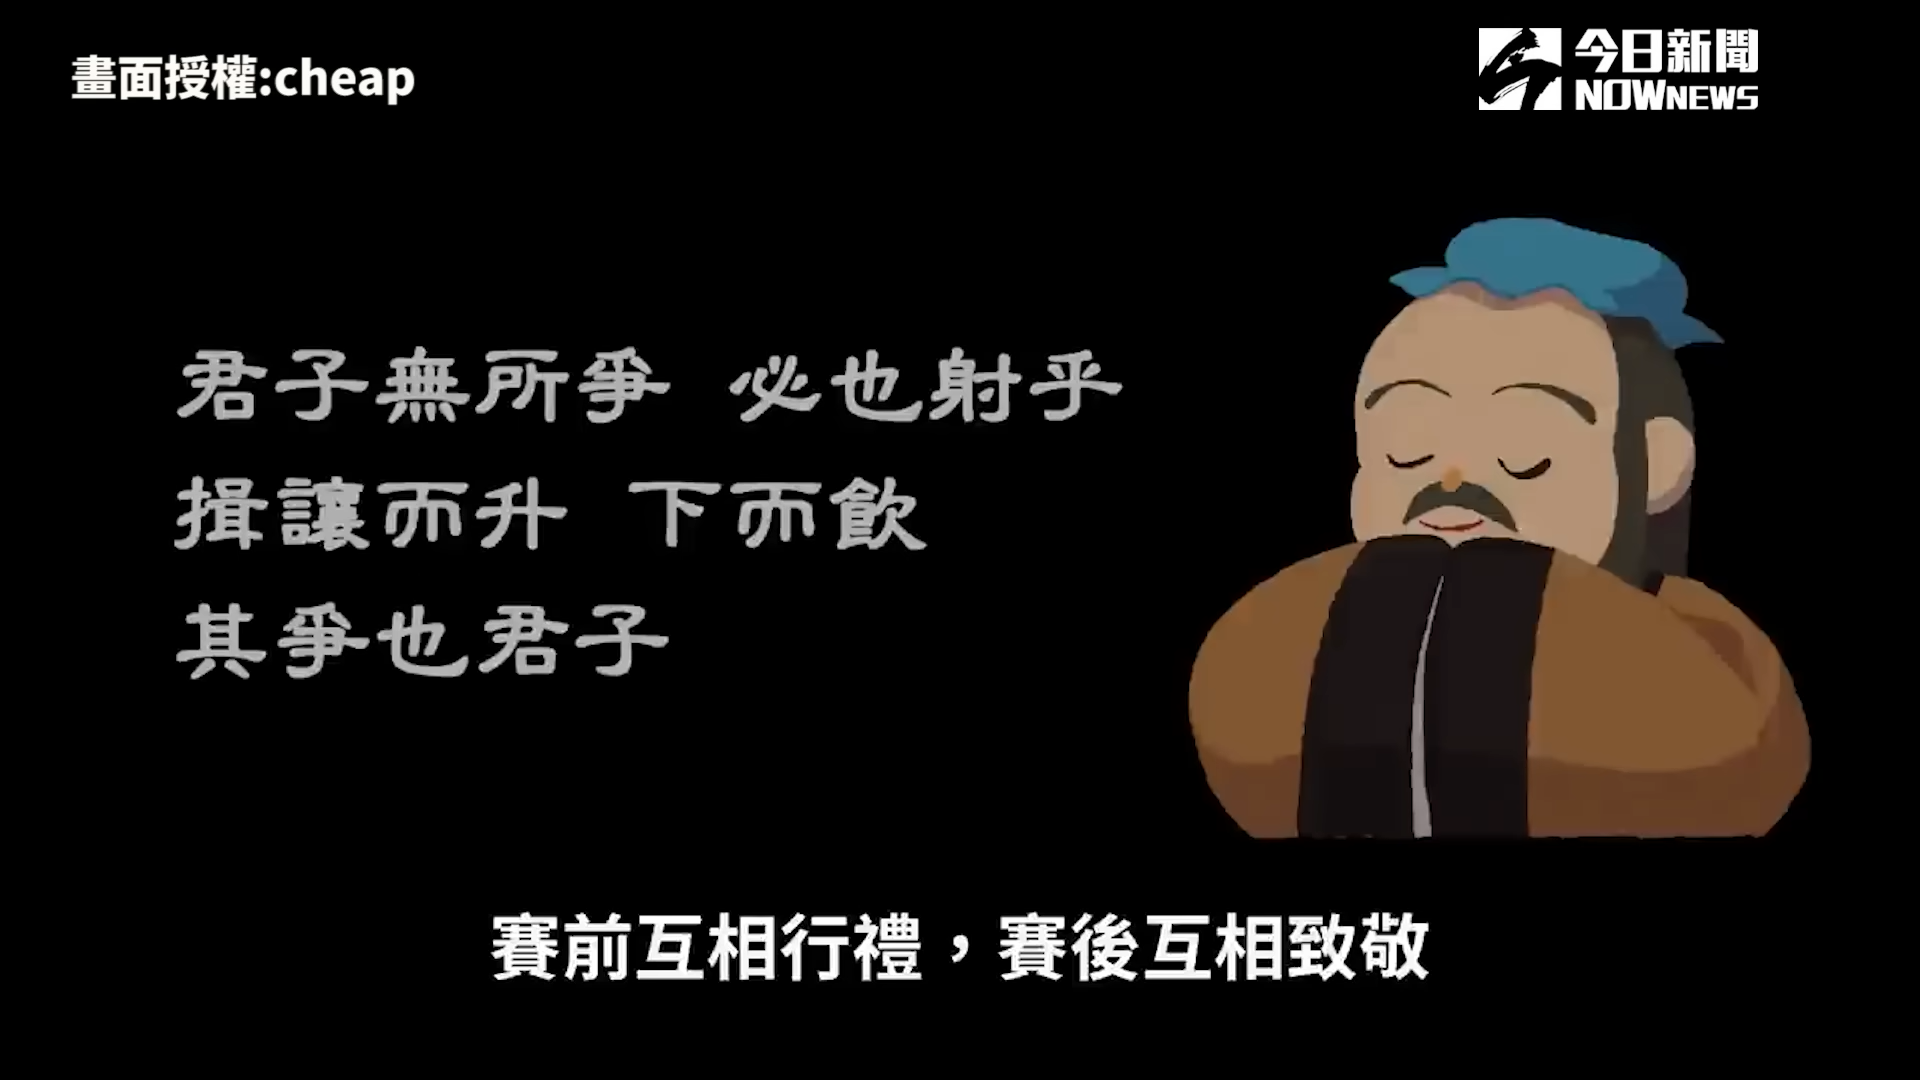 畫面授權:cheap
今日新聞
NOWNEWS
君子無所爭 必也射乎
揖讓而升 下而飲
其爭也君子
賽前互相行禮，賽後互相致敬